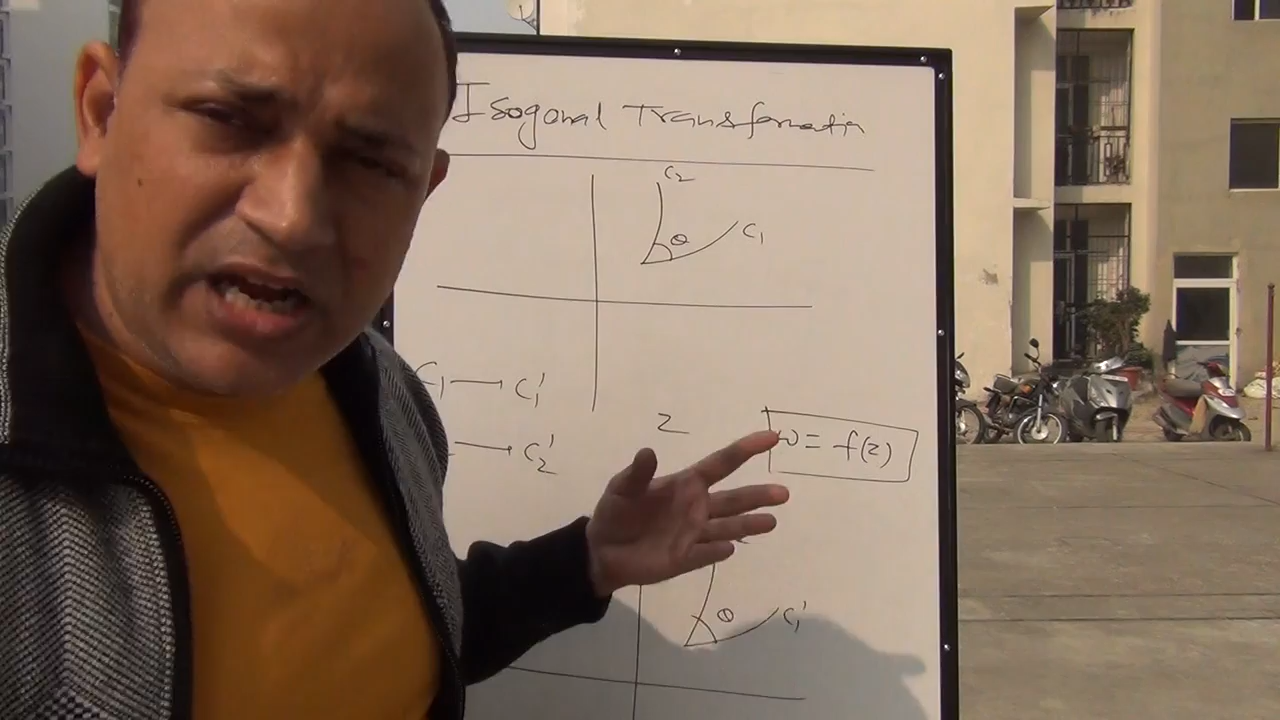 Isogonal Transformation
C2
θ
C1
C1 → C1'
→ C2'
Z
w = f(z)
θ
C1'